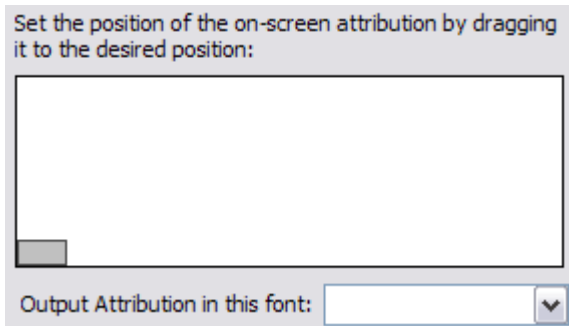 Set the position of the on-screen attribution by dragging
it to the desired position:
Output Attribution in this font: